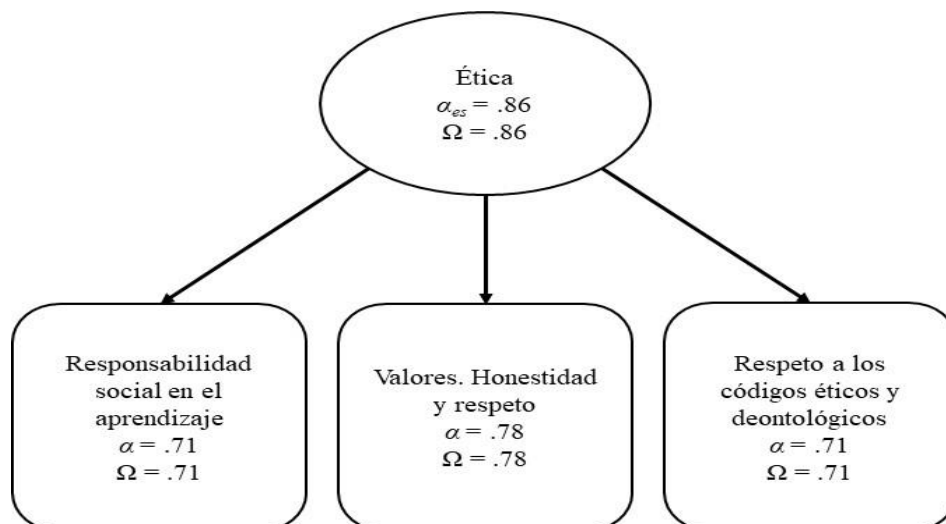 Ética
αes = .86
Ω = .86
Responsabilidad
social en el
aprendizaje
α = .71
Ω = .71
Valores. Honestidad
y respeto
α = .78
Ω = .78
Respeto a los
códigos éticos y
deontológicos
α = .71
Ω = .71